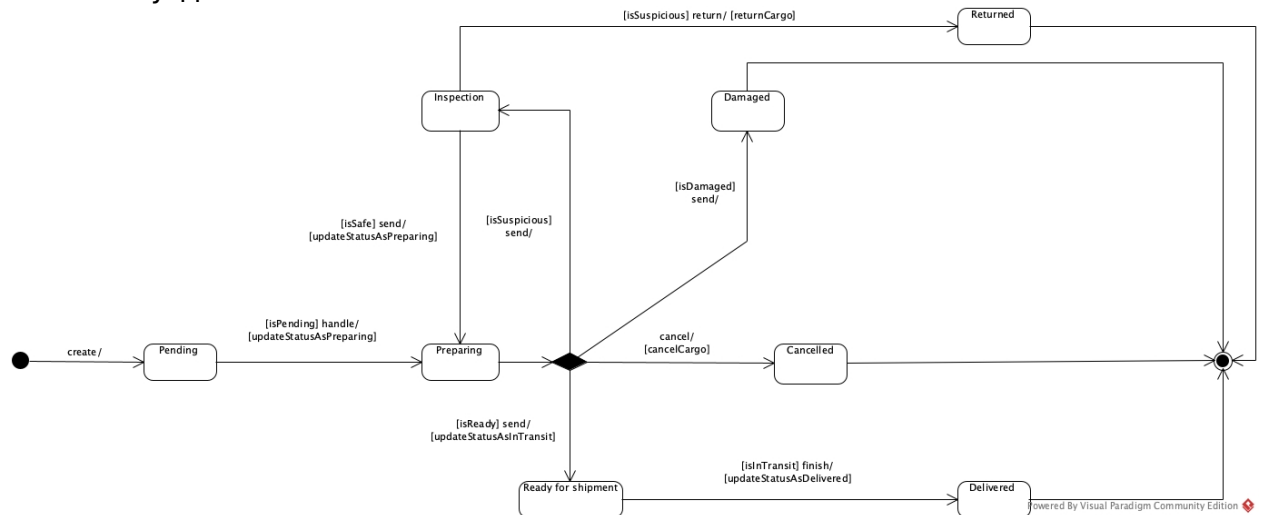 [isSuspicious] return/ [returnCargo]
Returned
Inspection
Damaged
[isDamaged]
send/
[isSafe] send/
[updateStatusAsPreparing]
[isSuspicious]
send/
[isPending] handle/
[updateStatusAsPreparing]
create/
Pending
Preparing
cancel/
[cancelCargo]
Cancelled
[isReady] send/
[updateStatusAsInTransit]
[isInTransit] finish/
[updateStatusAsDelivered]
Ready for shipment
Delivered
Powered By Visual Paradigm Community Edition